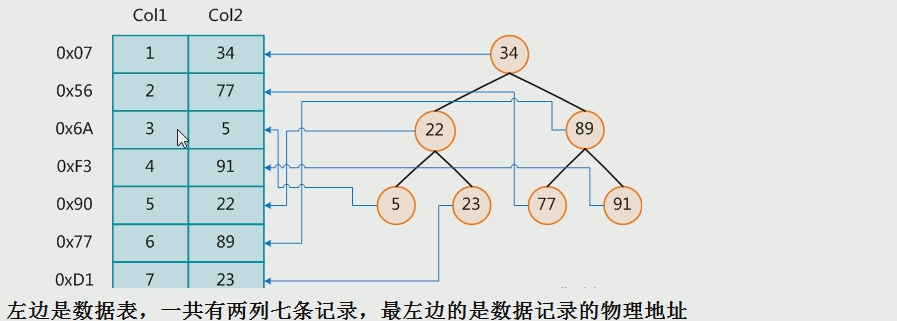 Col1 Col2
0x07 1 34 34
0x56 2 77
0x6A 3 5 22 89
0xF3 4 91
0x90 5 22 5 23 77 91
0x77 6 89
0xD1 7 23
左边是数据表，一共有两列七条记录，最左边的是数据记录的物理地址